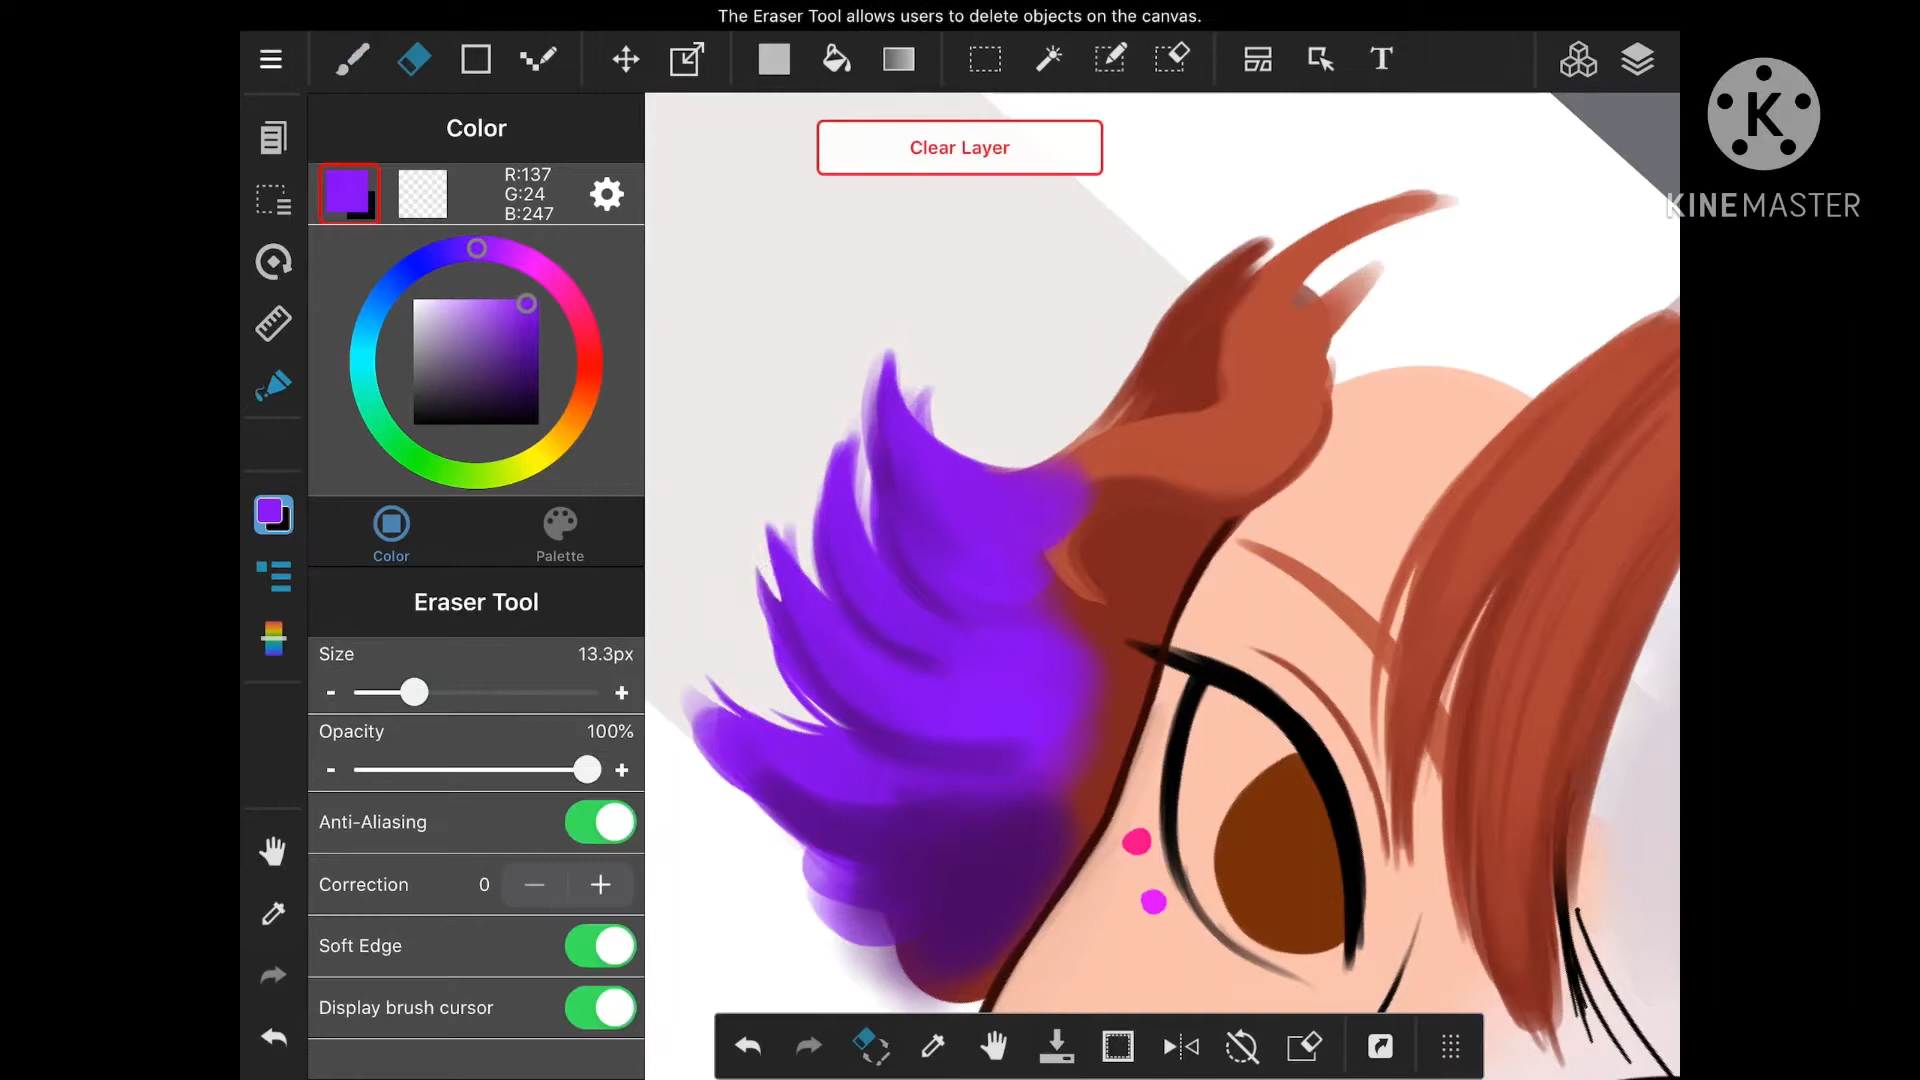 The Eraser Tool allows users to delete objects on the canvas.
T
K
KINEMASTER
Color
Clear Layer
R:137
G:24
B:247
Color
Palette
Eraser Tool
Size
13.3px
- +
Opacity
100%
- +
Anti-Aliasing
Correction
0
- +
Soft Edge
Display brush cursor